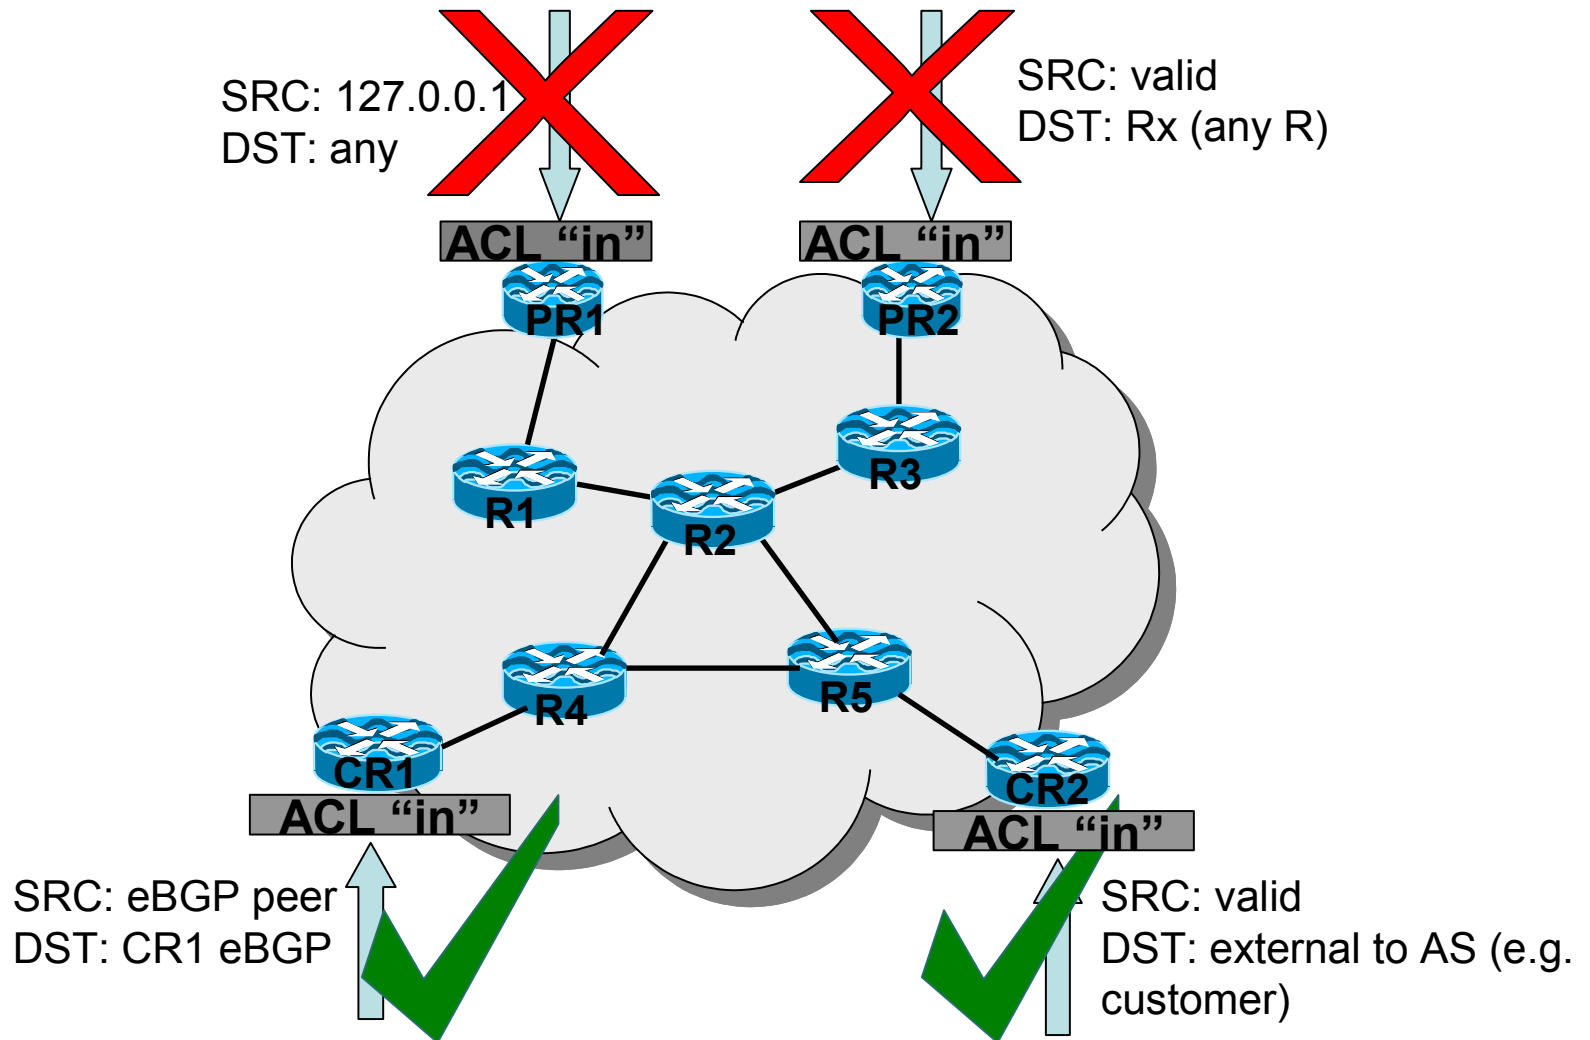 SRC: 127.0.0.1
DST: any
SRC: valid
DST: Rx (any R)
ACL “in”
ACL “in”
PR1
PR2
R3
R1
R2
R4
R5
CR1
CR2
ACL “in”
ACL “in”
SRC: eBGP peer
DST: CR1 eBGP
SRC: valid
DST: external to AS (e.g.
customer)